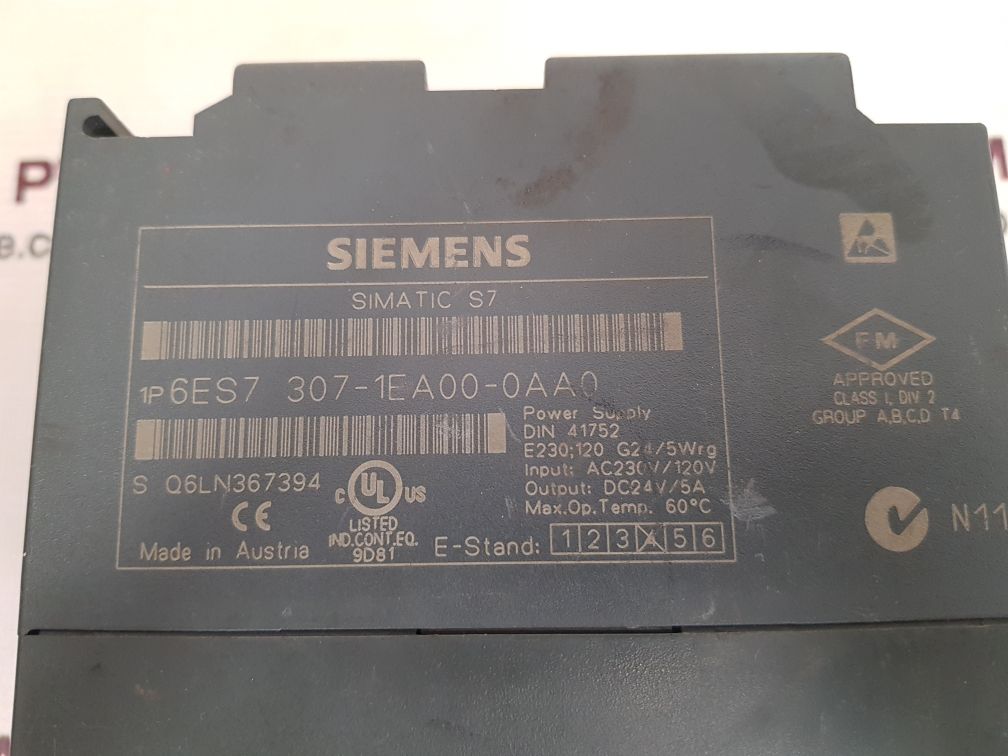 SIEMENS
SIMATIC S7
1P 6ES7 307-1EA00-0AA0
Power Supply
DIN 41752
E230;120 G24/5Wrg
Input: AC230V/120V
Output: DC24V/5A
Max.Op.Temp. 60°C
S Q6LN367394
C UL US
LISTED
IND.CONT.EQ.
9D81
CE
Made in Austria
E-Stand: 1 2 3 4 5 6
FM
APPROVED
CLASS I, DIV 2
GROUP A,B,C,D T4
N11